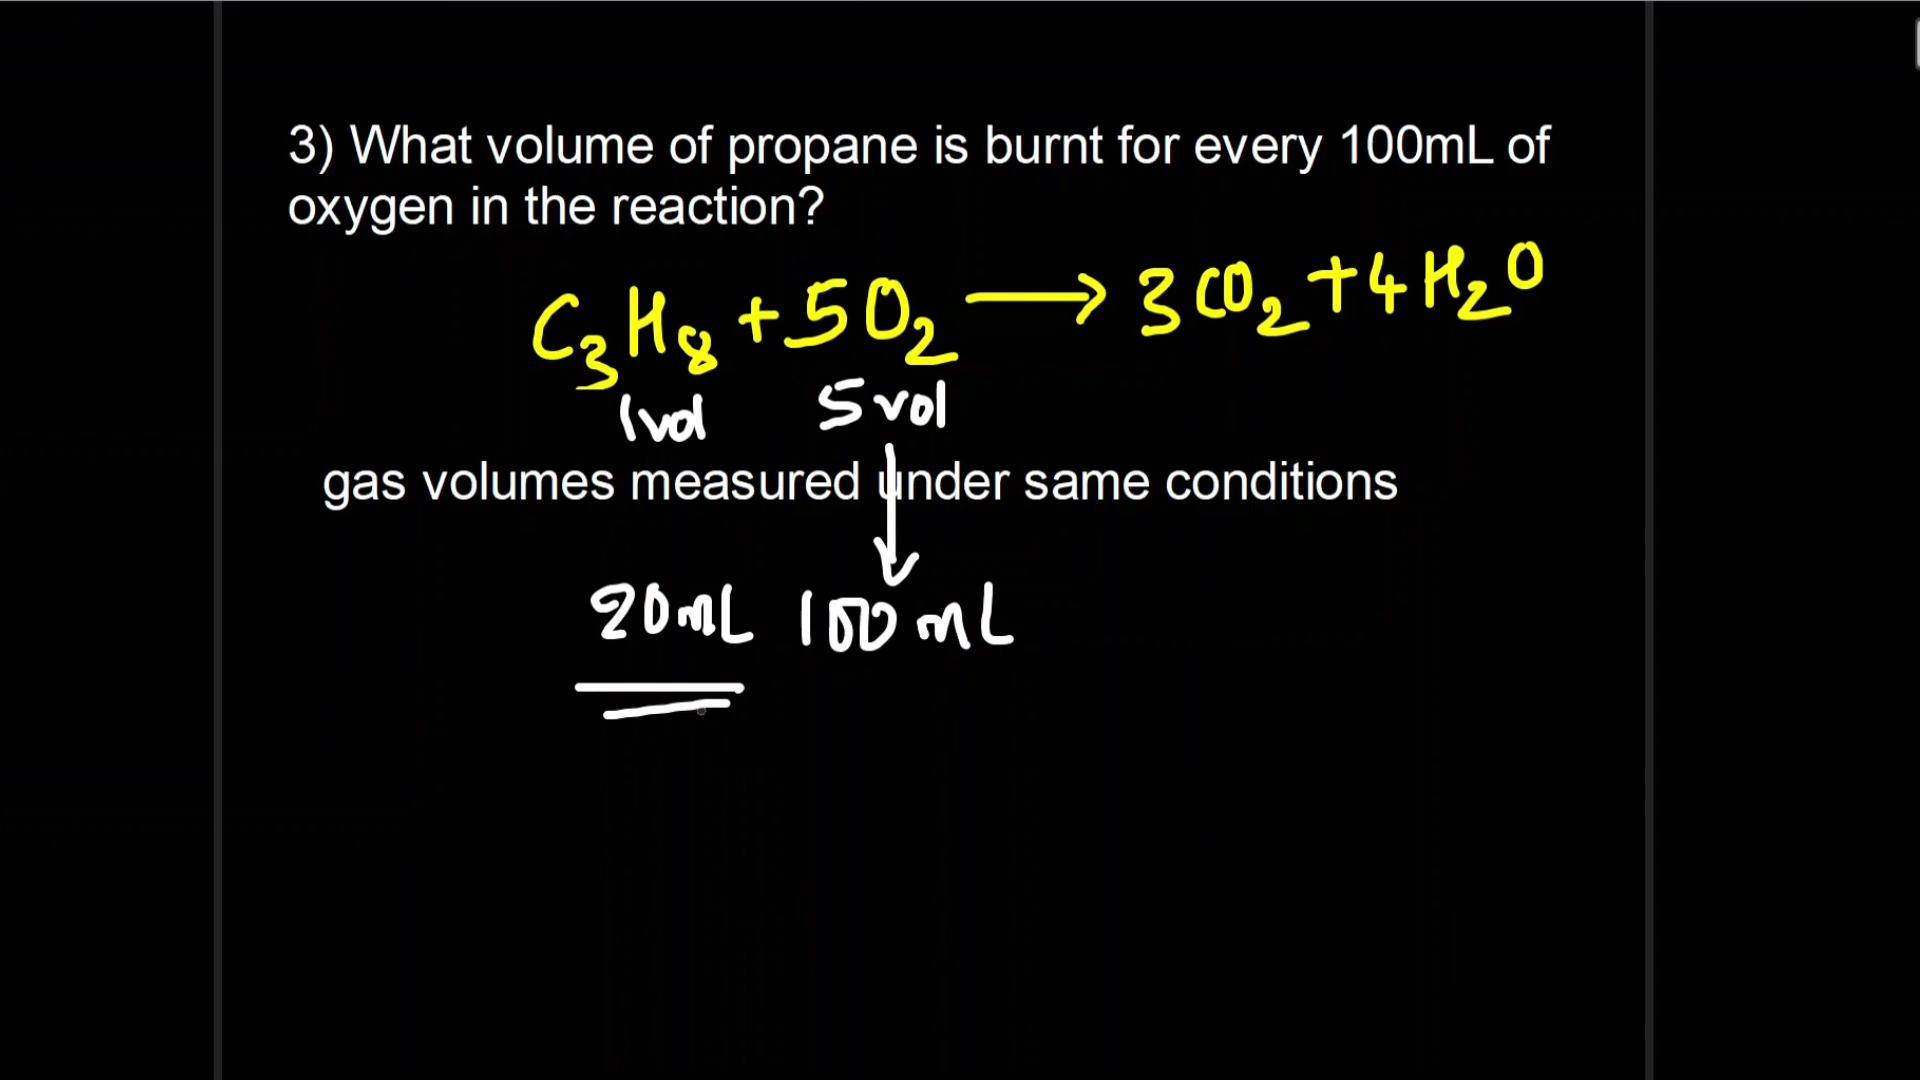 3) What volume of propane is burnt for every 100mL of
oxygen in the reaction?
C₃H₈ + 5O₂ ⟶ 3CO₂ + 4H₂O
1vol 5vol
gas volumes measured under same conditions
20mL 100mL